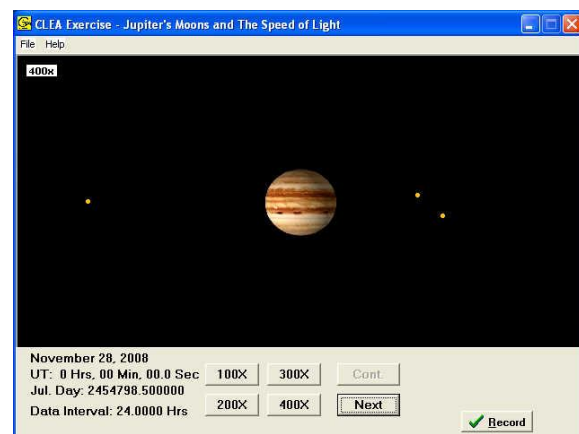 CLEA Exercise - Jupiter's Moons and The Speed of Light
File Help
400x
November 28, 2008
UT: 0 Hrs, 00 Min, 00.0 Sec
Jul. Day: 2454798.500000
Data Interval: 24.0000 Hrs
100X 300X Cont.
200X 400X Next
Record